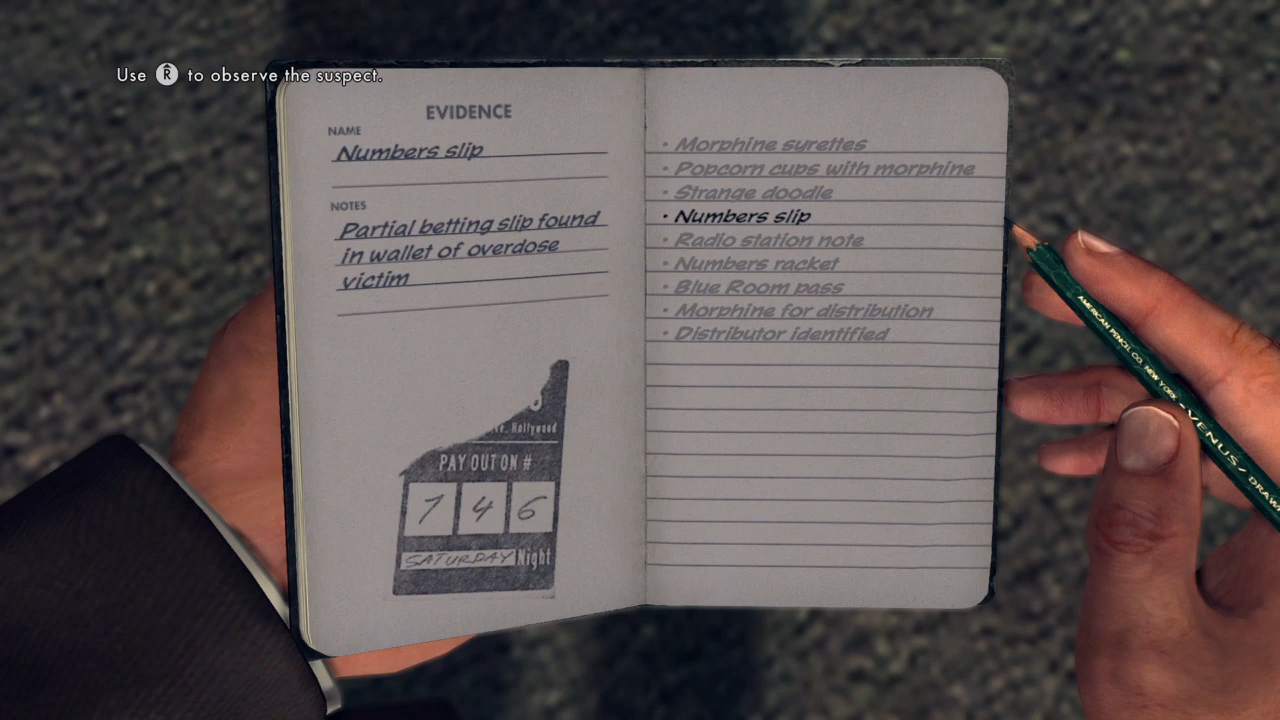 Use R to observe the suspect.
EVIDENCE
NAME
Numbers slip
NOTES
Partial betting slip found
in wallet of overdose
victim
Hollywood
PAY OUT ON #
7 4 6
SATURDAY Night
• Morphine surettes
• Popcorn cups with morphine
• Strange doodle
• Numbers slip
• Radio station note
• Numbers racket
• Blue Room pass
• Morphine for distribution
• Distributor identified
AMERICAN PENCIL CO. NEW YORK
VENUS